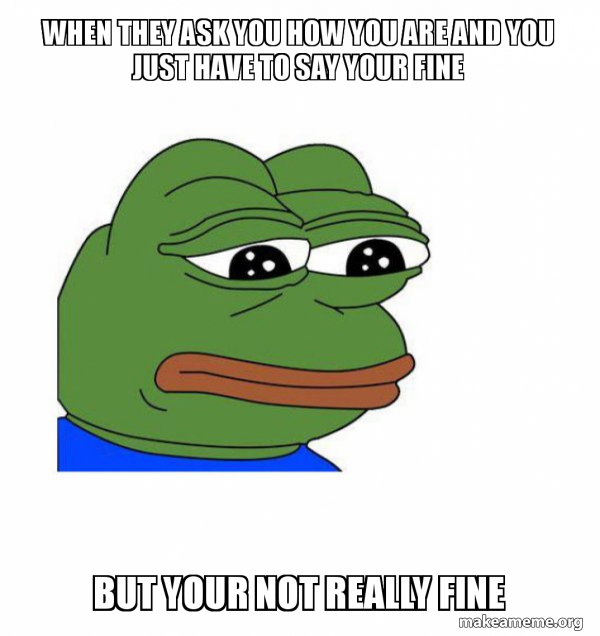 WHEN THEY ASK YOU HOW YOU ARE AND YOU
JUST HAVE TO SAY YOUR FINE
BUT YOUR NOT REALLY FINE
makeameme.org